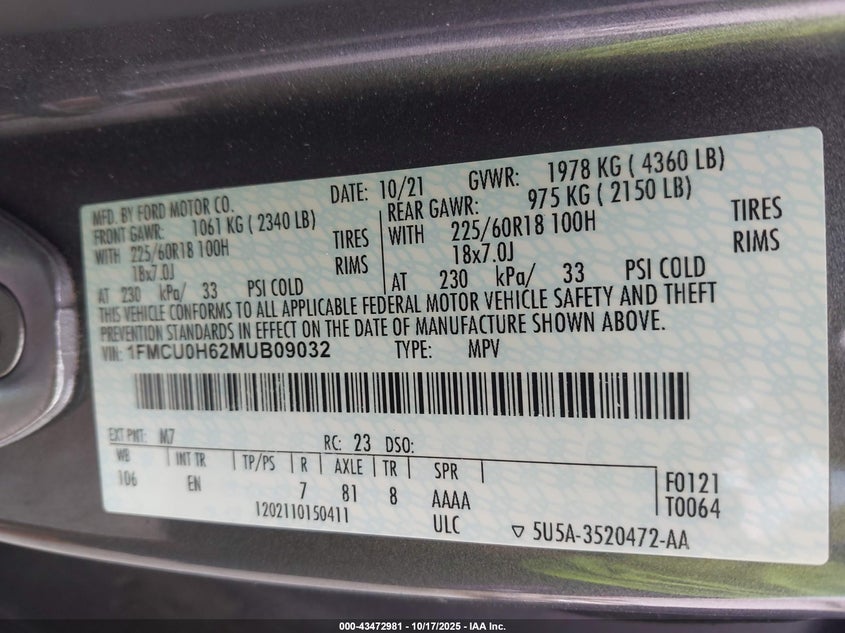 MFD. BY FORD MOTOR CO. DATE: 10/21 GVWR: 1978 KG ( 4360 LB)
FRONT GAWR: 1061 KG ( 2340 LB) REAR GAWR: 975 KG ( 2150 LB)
WITH 225/60R18 100H TIRES WITH 225/60R18 100H TIRES
18x7.0J RIMS 18x7.0J RIMS
AT 230 kPa/ 33 PSI COLD AT 230 kPa/ 33 PSI COLD
THIS VEHICLE CONFORMS TO ALL APPLICABLE FEDERAL MOTOR VEHICLE SAFETY AND THEFT
PREVENTION STANDARDS IN EFFECT ON THE DATE OF MANUFACTURE SHOWN ABOVE.
VIN: 1FMCU0H62MUB09032 TYPE: MPV
EXT PNT: M7 RC: 23 DSO:
WB INT TR TP/PS R AXLE TR SPR
106 EN 7 81 8 AAAA F0121
1202110150411 ULC T0064
5U5A-3520472-AA
000-43472981 - 10/17/2025 - IAA Inc.